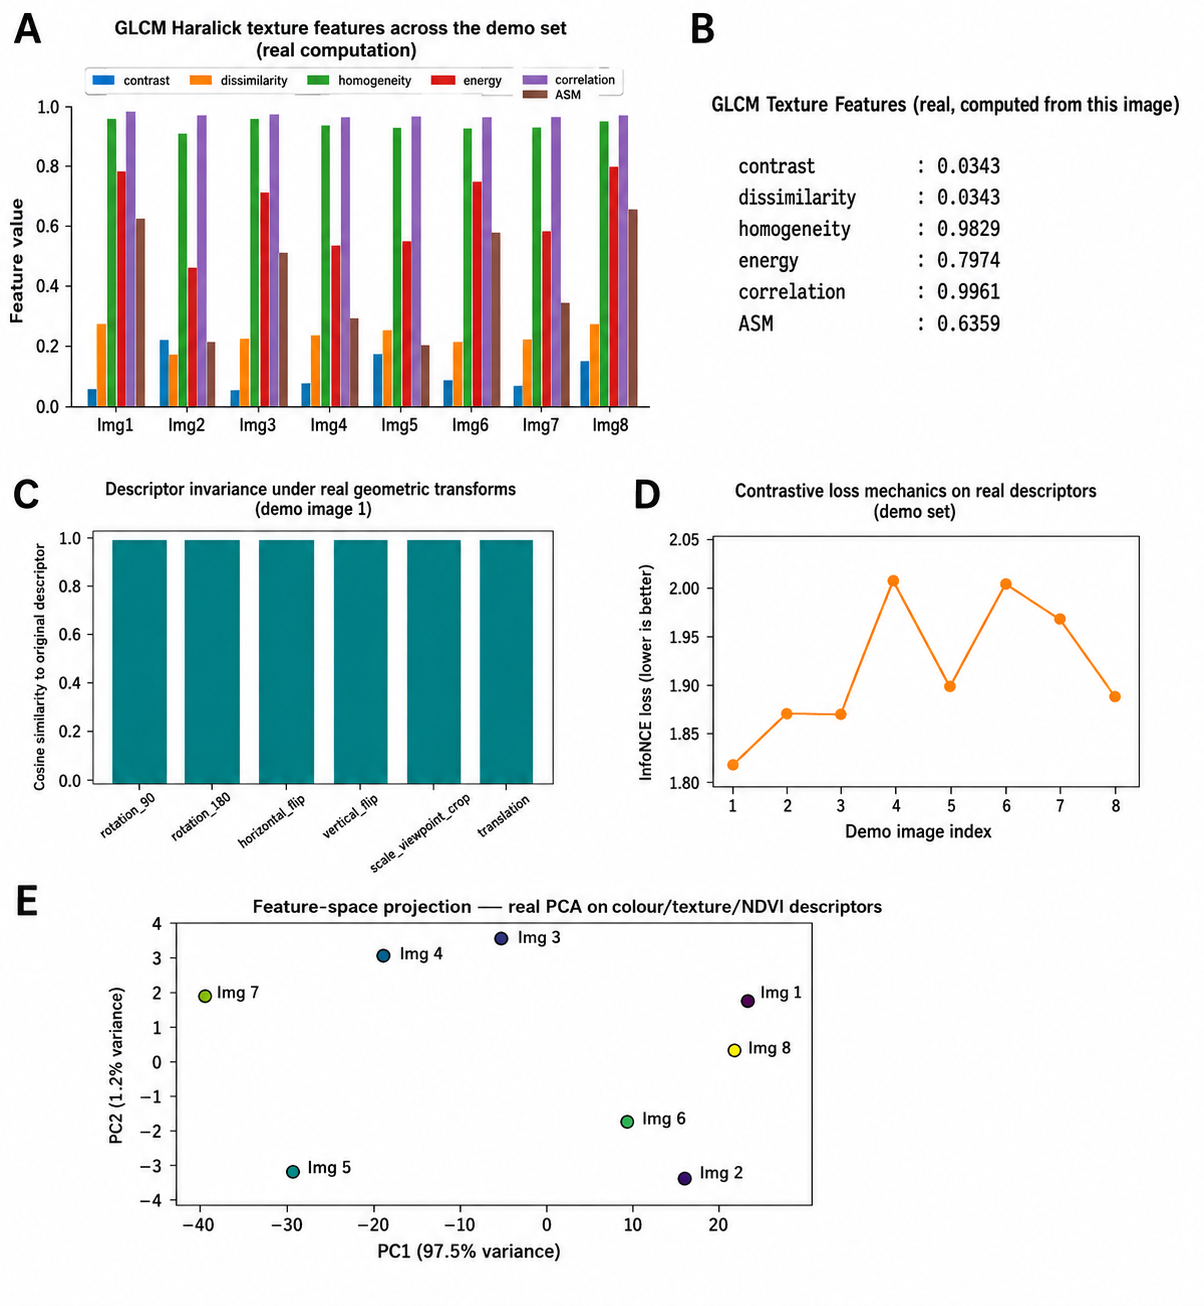 A
GLCM Haralick texture features across the demo set
(real computation)
contrast dissimilarity homogeneity energy correlation
ASM
Feature value
1.0
0.8
0.6
0.4
0.2
0.0
Img1 Img2 Img3 Img4 Img5 Img6 Img7 Img8
B
GLCM Texture Features (real, computed from this image)
contrast : 0.0343
dissimilarity : 0.0343
homogeneity : 0.9829
energy : 0.7974
correlation : 0.9961
ASM : 0.6359
C
Descriptor invariance under real geometric transforms
(demo image 1)
Cosine similarity to original descriptor
1.0
0.8
0.6
0.4
0.2
0.0
rotation_90 rotation_180 horizontal_flip vertical_flip scale_viewpoint_crop translation
D
Contrastive loss mechanics on real descriptors
(demo set)
InfoNCE loss (lower is better)
2.05
2.00
1.95
1.90
1.85
1.80
1 2 3 4 5 6 7 8
Demo image index
E
Feature-space projection — real PCA on colour/texture/NDVI descriptors
PC2 (1.2% variance)
4
3
2
1
0
−1
−2
−3
−4
Img 3
Img 4
Img 7
Img 1
Img 8
Img 6
Img 5
Img 2
−40 −30 −20 −10 0 10 20
PC1 (97.5% variance)